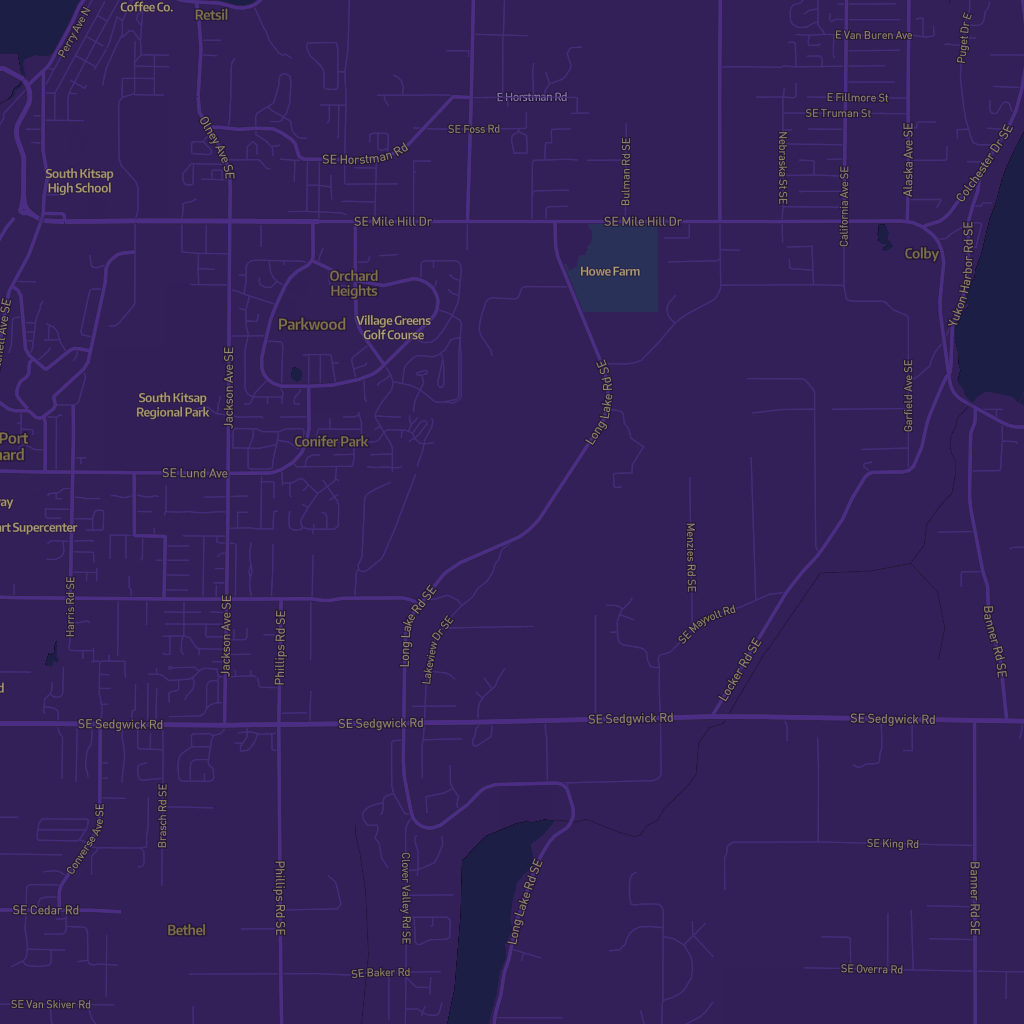 Coffee Co.
Retsil
Perry Ave N
E Van Buren Ave
Puget Dr E
E Horstman Rd
E Fillmore St
SE Truman St
SE Foss Rd
Olney Ave SE
SE Horstman Rd
Bulman Rd SE
Nebraska St SE
Alaska Ave SE
Colchester Dr SE
South Kitsap
High School
California Ave SE
SE Mile Hill Dr
SE Mile Hill Dr
Colby
Yukon Harbor Rd SE
Howe Farm
Orchard
Heights
Parkwood
Village Greens
Golf Course
Ave SE
Jackson Ave SE
Long Lake Rd SE
Garfield Ave SE
South Kitsap
Regional Park
Port
Conifer Park
SE Lund Ave
art Supercenter
Menzies Rd SE
Harris Rd SE
Jackson Ave SE
Phillips Rd SE
Long Lake Rd SE
Lakeview Dr SE
SE Mayvolt Rd
Locker Rd SE
Banner Rd SE
SE Sedgwick Rd
SE Sedgwick Rd
SE Sedgwick Rd
SE Sedgwick Rd
Converse Ave SE
Brasch Rd SE
SE King Rd
Phillips Rd SE
Clover Valley Rd SE
Long Lake Rd SE
Banner Rd SE
SE Cedar Rd
Bethel
SE Baker Rd
SE Overra Rd
SE Van Skiver Rd